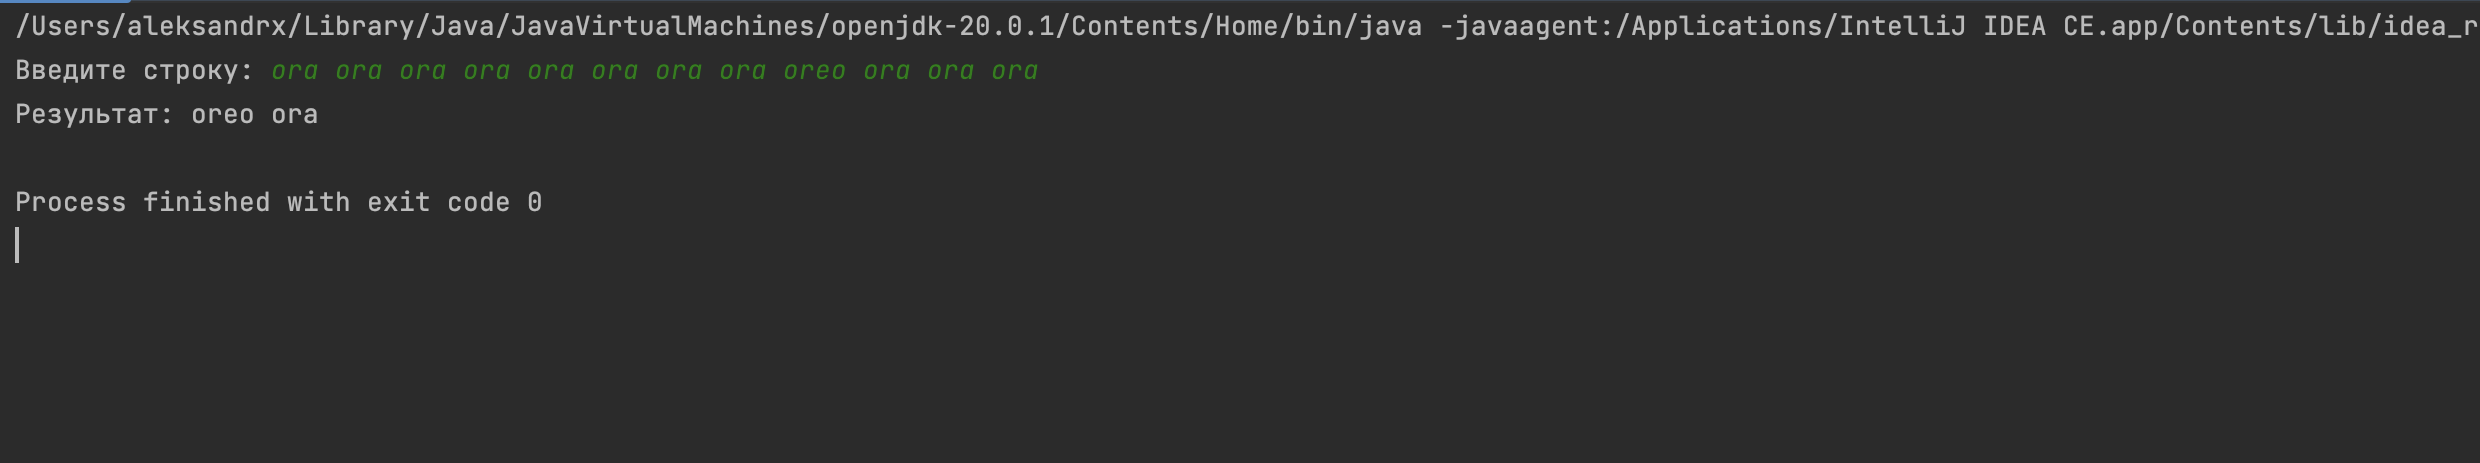 /Users/aleksandrx/Library/Java/JavaVirtualMachines/openjdk-20.0.1/Contents/Home/bin/java -javaagent:/Applications/IntelliJ IDEA CE.app/Contents/lib/idea_r
Введите строку: ora ora ora ora ora ora ora ora oreo ora ora ora
Результат: oreo ora
Process finished with exit code 0